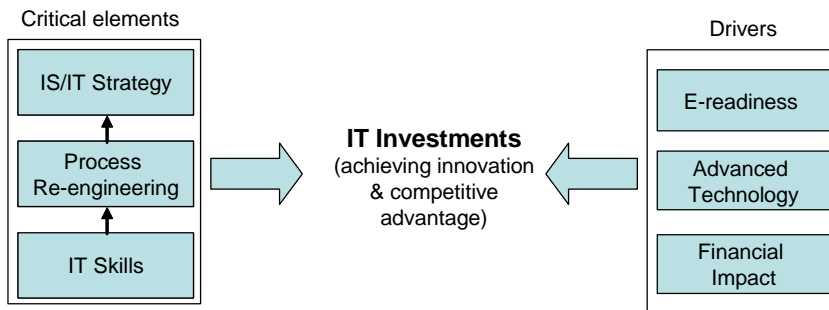 Critical elements
IS/IT Strategy
Process
Re-engineering
IT Skills
IT Investments
(achieving innovation
& competitive
advantage)
Drivers
E-readiness
Advanced
Technology
Financial
Impact